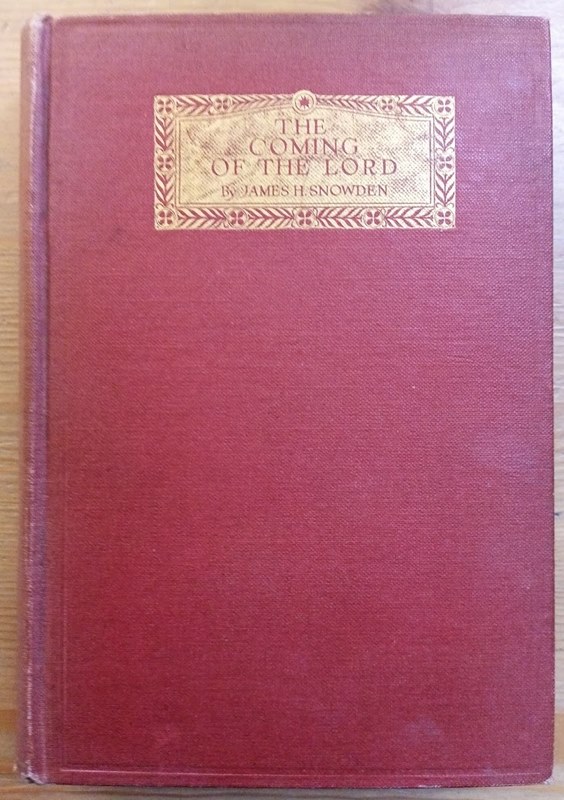 THE
COMING
OF THE LORD
By JAMES H. SNOWDEN